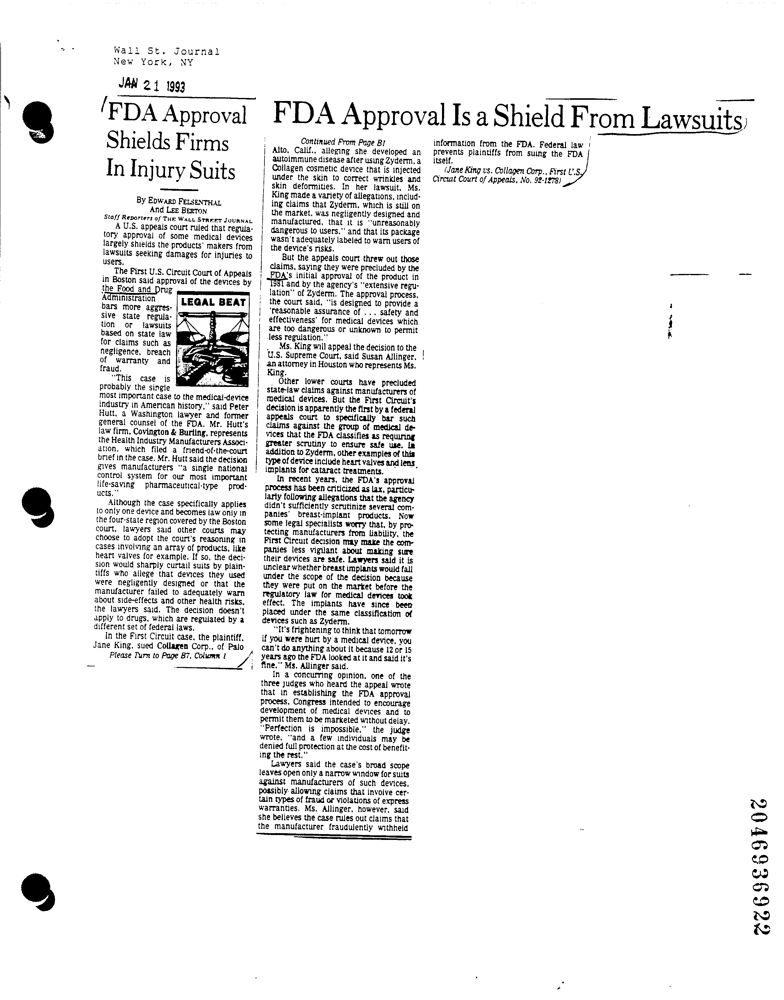 Wall St. Journal
New York, NY
JAN 21 1993
FDA Approval
Shields Firms
In Injury Suits
By EDWARD FELSENTHAL
And LEE BERTON
Staff Reporters of THE WALL STREET JOURNAL
A U.S. appeals court ruled that regula-
tory approval of some medical devices
largely shields the products' makers from
lawsuits seeking damages for injuries to
users.
The First U.S. Circuit Court of Appeals
in Boston said approval of the devices by
the Food and Drug
Administration
bars more aggres-
sive state regula-
tion or lawsuits
based on state law
for claims such as
negligence, breach
of warranty and
fraud.
LEGAL BEAT
"This case is
probably the single
most important case to the medical-device
industry in American history," said Peter
Hutt, a Washington lawyer and former
general counsel of the FDA. Mr. Hutt's
law firm, Covington & Burling, represents
the Health Industry Manufacturers Associ-
ation, which filed a friend-of-the-court
brief in the case. Mr. Hutt said the decision
gives manufacturers "a single national
control system for our most important
life-saving pharmaceutical-type prod-
ucts."
Although the case specifically applies
to only one device and becomes law only in
the four-state region covered by the Boston
court, lawyers said other courts may
choose to adopt the court's reasoning in
cases involving an array of products, like
heart valves for example. If so, the deci-
sion would sharply curtail suits by plain-
tiffs who allege that devices they used
were negligently designed or that the
manufacturer failed to adequately warn
about side-effects and other health risks,
the lawyers said. The decision doesn't
apply to drugs, which are regulated by a
different set of federal laws.
In the First Circuit case, the plaintiff,
Jane King, sued Collagen Corp., of Palo
Please Turn to Page B7, Column 1
FDA Approval Is a Shield From Lawsuits
Continued From Page B1
Alto, Calif., alleging she developed an
autoimmune disease after using Zyderm, a
Collagen cosmetic device that is injected
under the skin to correct wrinkles and
skin deformities. In her lawsuit, Ms.
King made a variety of allegations, includ-
ing claims that Zyderm, which is still on
the market, was negligently designed and
manufactured, that it is "unreasonably
dangerous to users," and that its package
wasn't adequately labeled to warn users of
the device's risks.
But the appeals court threw out those
claims, saying they were precluded by the
FDA's initial approval of the product in
1981 and by the agency's "extensive regu-
lation" of Zyderm. The approval process,
the court said, "is designed to provide a
'reasonable assurance of . . . safety and
effectiveness' for medical devices which
are too dangerous or unknown to permit
less regulation."
Ms. King will appeal the decision to the
U.S. Supreme Court, said Susan Allinger,
an attorney in Houston who represents Ms.
King.
Other lower courts have precluded
state-law claims against manufacturers of
medical devices. But the First Circuit's
decision is apparently the first by a federal
appeals court to specifically bar such
claims against the group of medical de-
vices that the FDA classifies as requiring
greater scrutiny to ensure safe use. In
addition to Zyderm, other examples of this
type of device include heart valves and lens
implants for cataract treatments.
In recent years, the FDA's approval
process has been criticized as lax, particu-
larly following allegations that the agency
didn't sufficiently scrutinize several com-
panies' breast-implant products. Now
some legal specialists worry that, by pro-
tecting manufacturers from liability, the
First Circuit decision may make the com-
panies less vigilant about making sure
their devices are safe. Lawyers said it is
unclear whether breast implants would fall
under the scope of the decision because
they were put on the market before the
regulatory law for medical devices took
effect. The implants have since been
placed under the same classification of
devices such as Zyderm.
"It's frightening to think that tomorrow
if you were hurt by a medical device, you
can't do anything about it because 12 or 15
years ago the FDA looked at it and said it's
fine," Ms. Allinger said.
In a concurring opinion, one of the
three judges who heard the appeal wrote
that in establishing the FDA approval
process, Congress intended to encourage
development of medical devices and to
permit them to be marketed without delay.
"Perfection is impossible," the judge
wrote, "and a few individuals may be
denied full protection at the cost of benefit-
ing the rest."
Lawyers said the case's broad scope
leaves open only a narrow window for suits
against manufacturers of such devices,
possibly allowing claims that involve cer-
tain types of fraud or violations of express
warranties. Ms. Allinger, however, said
she believes the case rules out claims that
the manufacturer fraudulently withheld
information from the FDA. Federal law
prevents plaintiffs from suing the FDA
itself.
(Jane King vs. Collagen Corp., First U.S.
Circuit Court of Appeals, No. 92-1278)
2046936922